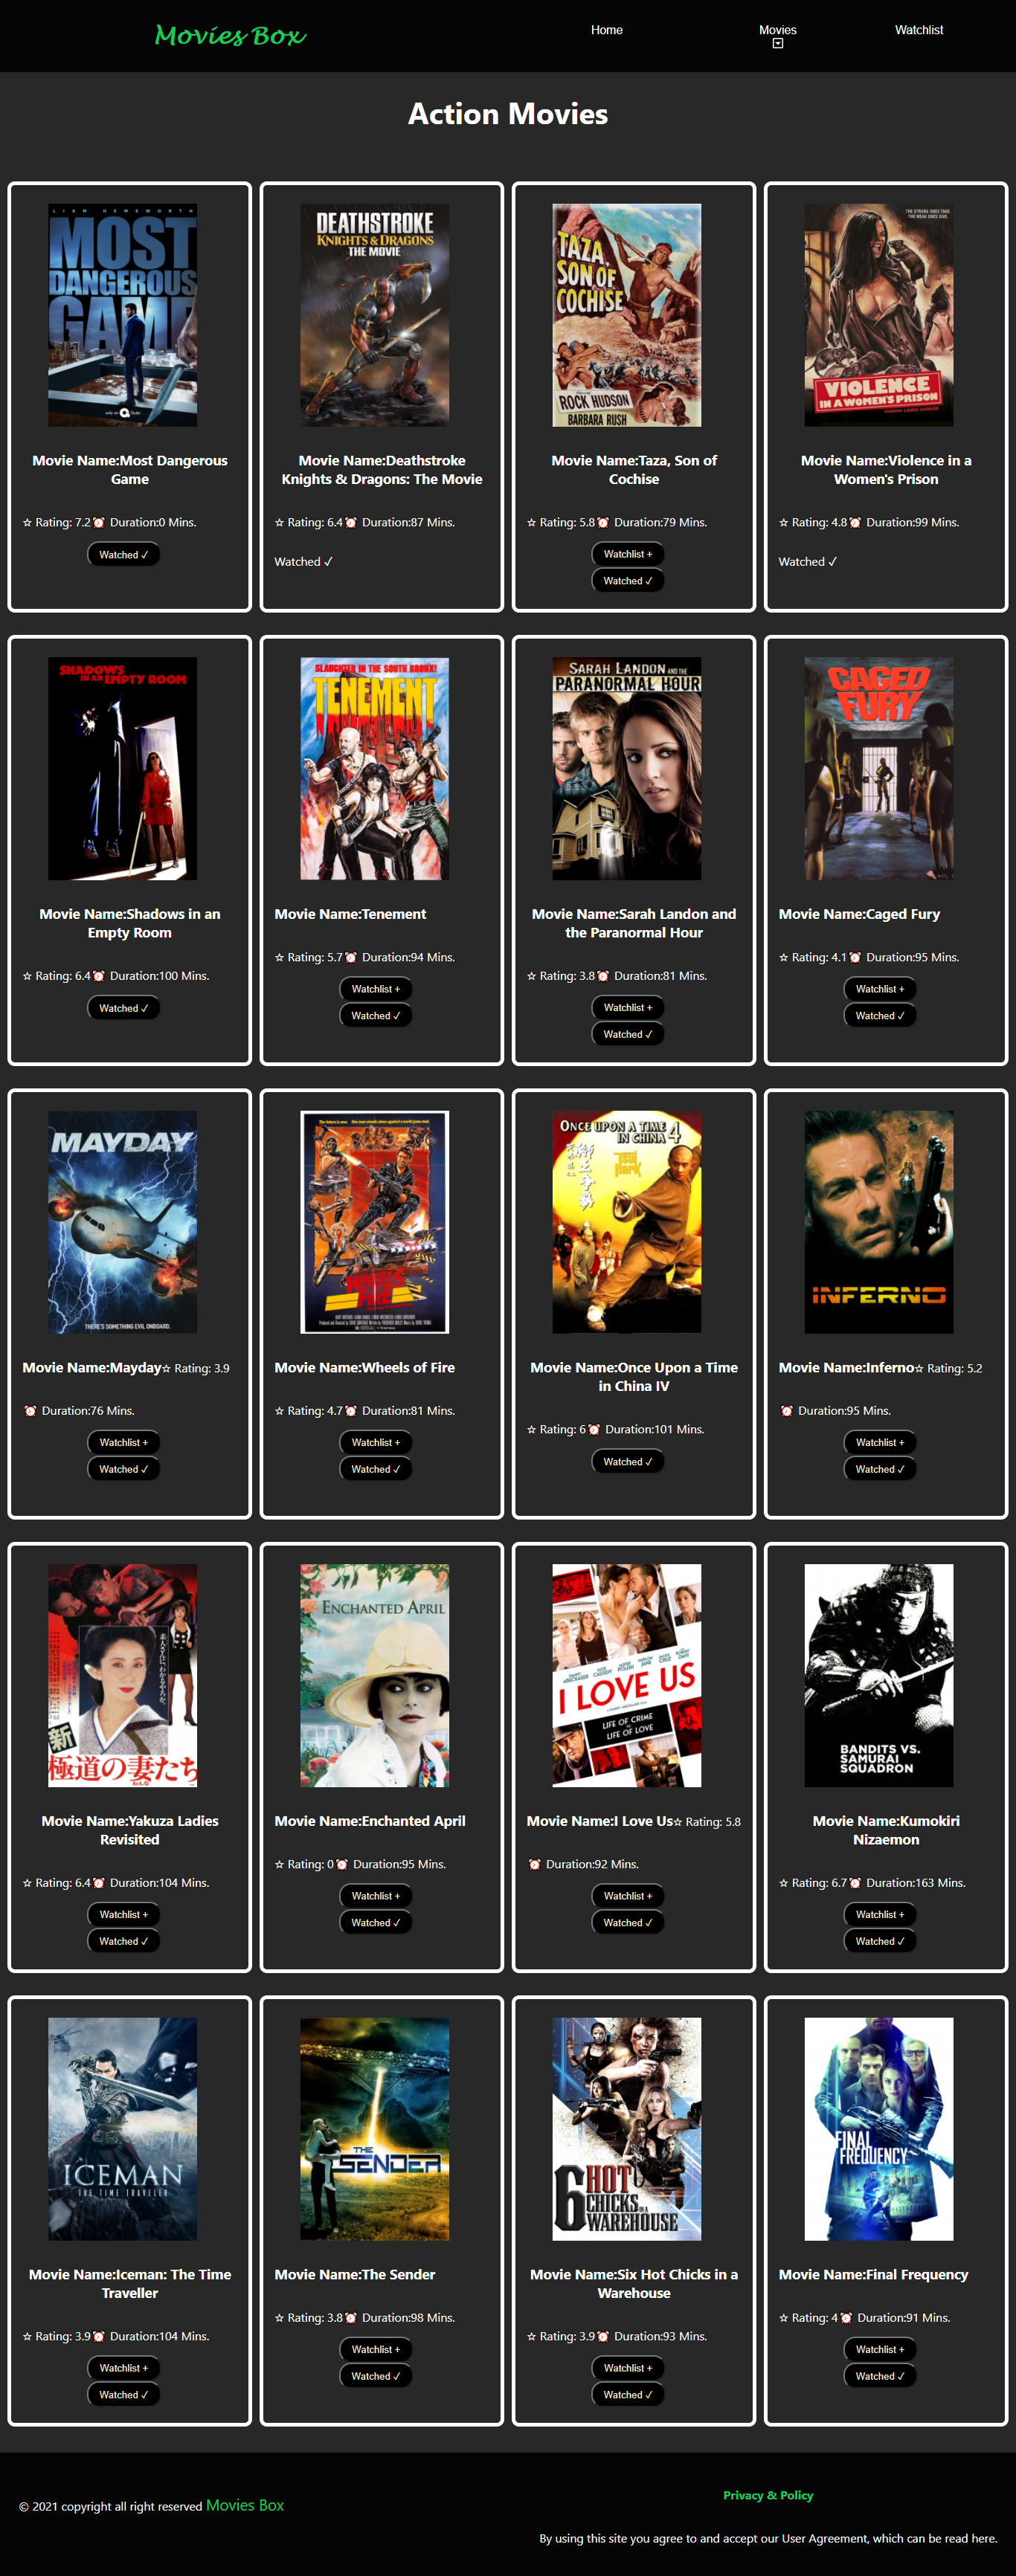 Movies Box
Home
Movies
Watchlist
Action Movies
LIAM HEMSWORTH
MOST
DANGEROUS
GAME
only on Quibi
Movie Name:Most Dangerous
Game
☆ Rating: 7.2⏰ Duration:0 Mins.
Watched ✓
DEATHSTROKE
KNIGHTS & DRAGONS
THE MOVIE
Movie Name:Deathstroke
Knights & Dragons: The Movie
☆ Rating: 6.4⏰ Duration:87 Mins.
Watched ✓
TAZA,
SON OF
COCHISE
ROCK HUDSON
BARBARA RUSH
Movie Name:Taza, Son of
Cochise
☆ Rating: 5.8⏰ Duration:79 Mins.
Watchlist +
Watched ✓
THE STRONG ONES TAKE.
THE WEAK ONES GIVE.
VIOLENCE
IN A WOMEN'S PRISON
Movie Name:Violence in a
Women's Prison
☆ Rating: 4.8⏰ Duration:99 Mins.
Watched ✓
SHADOWS
IN AN EMPTY ROOM
Movie Name:Shadows in an
Empty Room
☆ Rating: 6.4⏰ Duration:100 Mins.
Watched ✓
SLAUGHTER IN THE SOUTH BRONX!
TENEMENT
Movie Name:Tenement
☆ Rating: 5.7⏰ Duration:94 Mins.
Watchlist +
Watched ✓
SARAH LANDON AND THE
PARANORMAL HOUR
Movie Name:Sarah Landon and
the Paranormal Hour
☆ Rating: 3.8⏰ Duration:81 Mins.
Watchlist +
Watched ✓
CAGED
FURY
Movie Name:Caged Fury
☆ Rating: 4.1⏰ Duration:95 Mins.
Watchlist +
Watched ✓
MAYDAY
THERE'S SOMETHING EVIL ONBOARD.
Movie Name:Mayday☆ Rating: 3.9
⏰ Duration:76 Mins.
Watchlist +
Watched ✓
WHEELS
OF FIRE
Movie Name:Wheels of Fire
☆ Rating: 4.7⏰ Duration:81 Mins.
Watchlist +
Watched ✓
ONCE UPON A TIME
IN CHINA 4
Tsui
Hark
Movie Name:Once Upon a Time
in China IV
☆ Rating: 6⏰ Duration:101 Mins.
Watched ✓
INFERNO
Movie Name:Inferno☆ Rating: 5.2
⏰ Duration:95 Mins.
Watchlist +
Watched ✓
新
極道の妻たち
Movie Name:Yakuza Ladies
Revisited
☆ Rating: 6.4⏰ Duration:104 Mins.
Watchlist +
Watched ✓
ENCHANTED APRIL
Movie Name:Enchanted April
☆ Rating: 0⏰ Duration:95 Mins.
Watchlist +
Watched ✓
I LOVE US
LIFE OF CRIME
LIFE OF LOVE
Movie Name:I Love Us☆ Rating: 5.8
⏰ Duration:92 Mins.
Watchlist +
Watched ✓
BANDITS VS.
SAMURAI
SQUADRON
Movie Name:Kumokiri
Nizaemon
☆ Rating: 6.7⏰ Duration:163 Mins.
Watchlist +
Watched ✓
ICEMAN
THE TIME TRAVELER
Movie Name:Iceman: The Time
Traveller
☆ Rating: 3.9⏰ Duration:104 Mins.
Watchlist +
Watched ✓
THE
SENDER
Movie Name:The Sender
☆ Rating: 3.8⏰ Duration:98 Mins.
Watchlist +
Watched ✓
6 HOT
CHICKS IN A
WAREHOUSE
Movie Name:Six Hot Chicks in a
Warehouse
☆ Rating: 3.9⏰ Duration:93 Mins.
Watchlist +
Watched ✓
FINAL
FREQUENCY
Movie Name:Final Frequency
☆ Rating: 4⏰ Duration:91 Mins.
Watchlist +
Watched ✓
© 2021 copyright all right reserved Movies Box
Privacy & Policy
By using this site you agree to and accept our User Agreement, which can be read here.